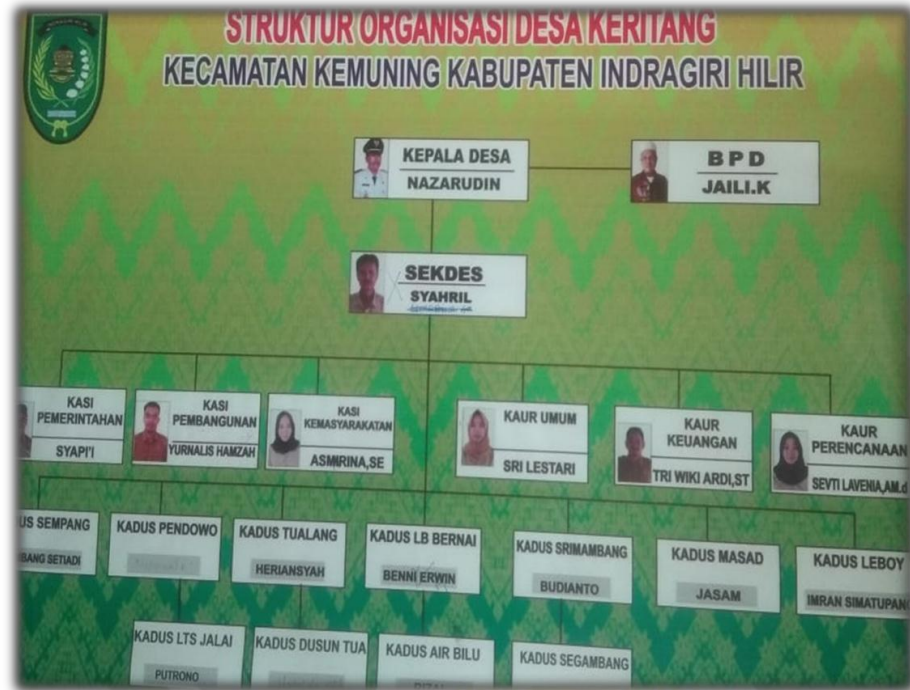 STRUKTUR ORGANISASI DESA KERITANG
KECAMATAN KEMUNING KABUPATEN INDRAGIRI HILIR
KEPALA DESA
NAZARUDIN
B P D
JAILI.K
SEKDES
SYAHRIL
KASI
PEMERINTAHAN
SYAPI'I
KASI
PEMBANGUNAN
YURNALIS HAMZAH
KASI
KEMASYARAKATAN
ASMIRINA,SE
KAUR UMUM
SRI LESTARI
KAUR
KEUANGAN
TRI WIKI ARDI,ST
KAUR
PERENCANAAN
SEVTI LAVENIA,AM.d
US SEMPANG
BANG SETIADI
KADUS PENDOWO
KADUS TUALANG
HERIANSYAH
KADUS LB BERNAI
BENNI ERWIN
KADUS SRIMAMBANG
BUDIANTO
KADUS MASAD
JASAM
KADUS LEBOY
IMRAN SIMATUPAN
KADUS LTS JALAI
PUTRONO
KADUS DUSUN TUA
KADUS AIR BILU
KADUS SEGAMBANG